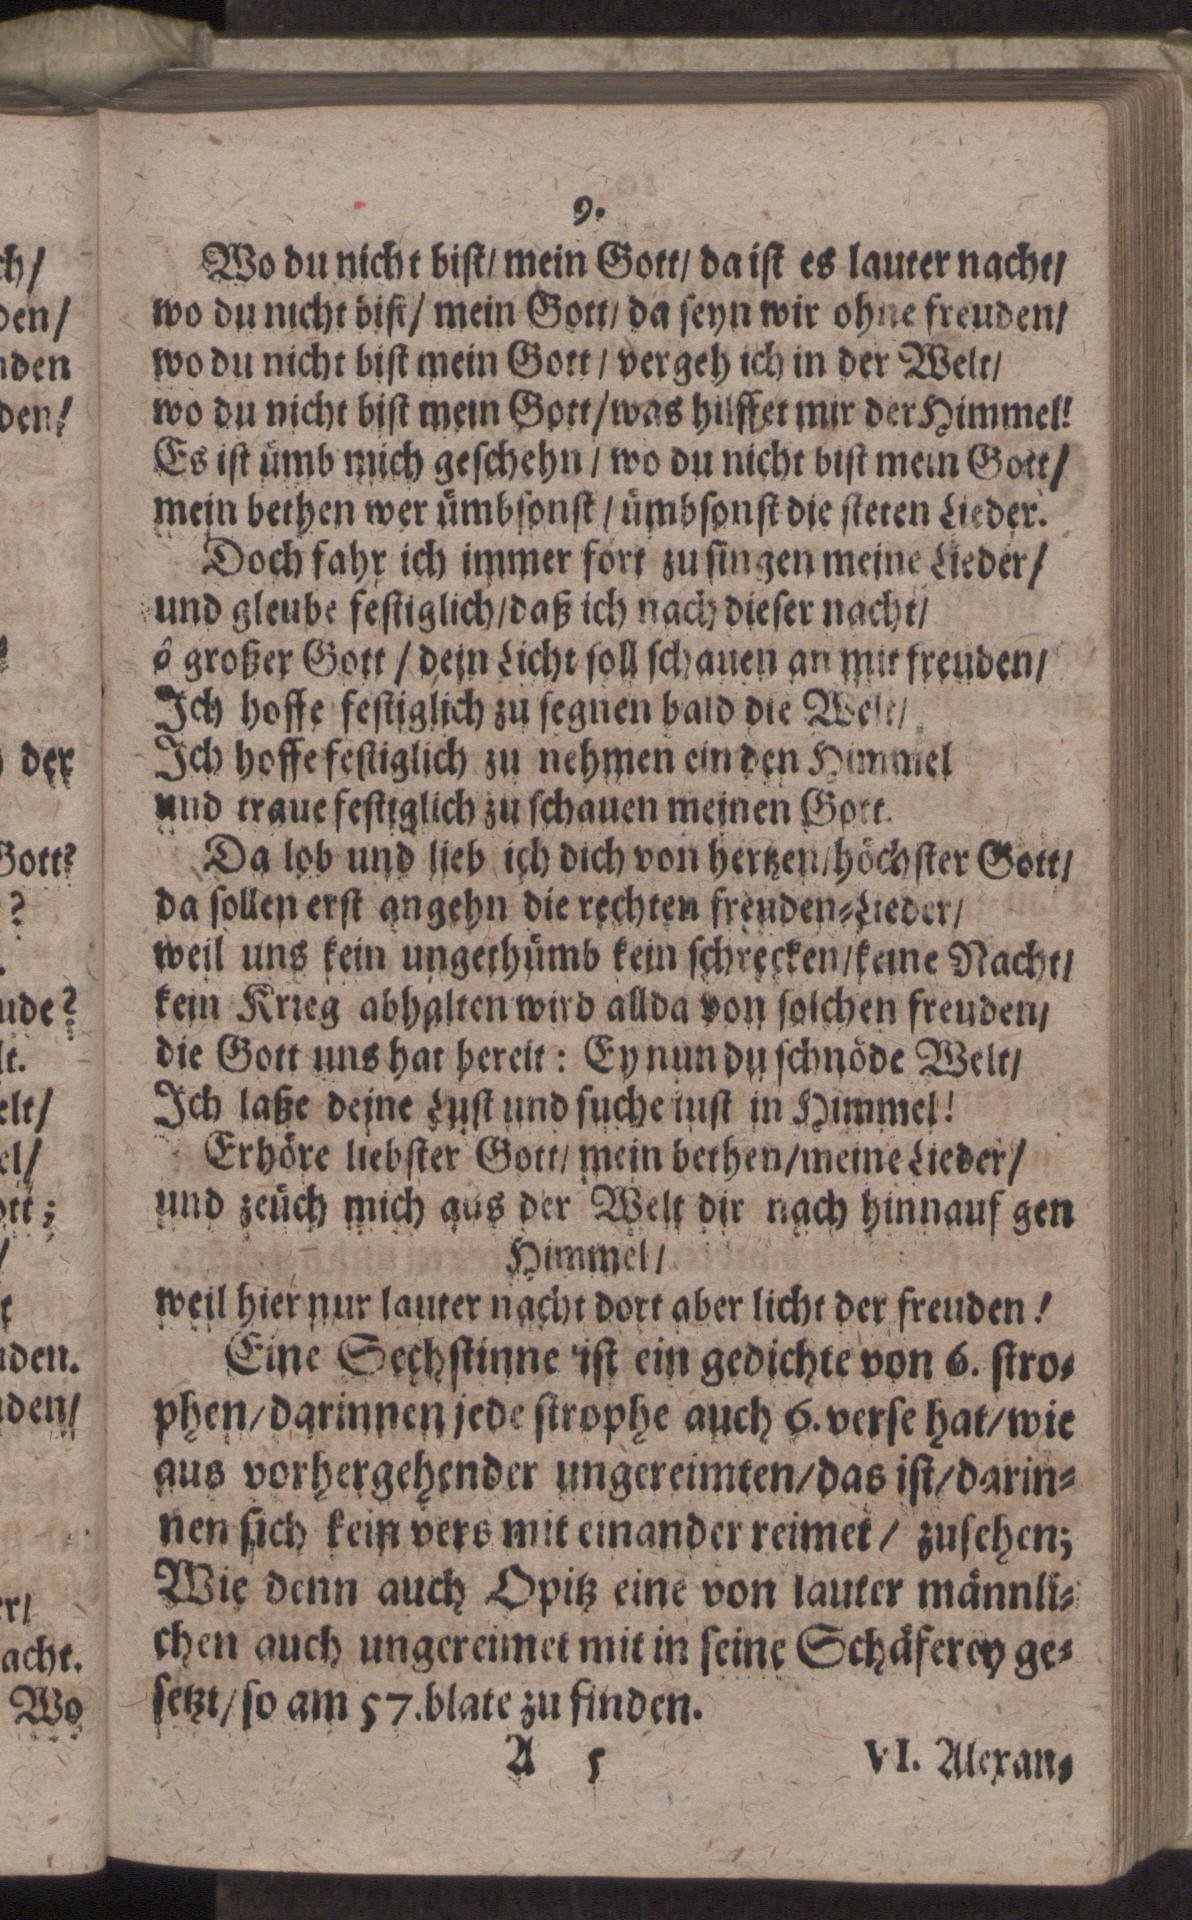 9.
Wo du nicht bist/ mein Gott/ da ist es lauter nacht/
wo du nicht bist/ mein Gott/ da seyn wir ohne freuden/
wo du nicht bist mein Gott/ vergeh ich in der Welt/
wo du nicht bist mein Gott/ was hilffet mir der Himmel!
Es ist ümb mich geschehn/ wo du nicht bist mein Gott/
mein bethen wer ümbsonst/ ümbsonst die steten Lieder.
Doch fahr ich immer fort zu singen meine Lieder/
und gleube festiglich/ daß ich nach dieser nacht/
ô großer Gott/ dein Licht soll schauen an mit freuden/
Ich hoffe festiglich zu segnen bald die Welt/
Ich hoffe festiglich zu nehmen ein den Himmel
und traue festiglich zu schauen meinen Gott.
Da lob und lieb ich dich von hertzen/ höchster Gott/
da sollen erst angehn die rechten freuden-Lieder/
weil uns kein ungethümb kein schrecken/ keine Nacht/
kein Krieg abhalten wird allda von solchen freuden/
die Gott uns hat bereit: Ey nun du schnöde Welt/
Ich laße deine Lust und suche lust in Himmel!
Erhöre liebster Gott/ mein bethen/ meine Lieder/
und zeüch mich aus der Welt dir nach hinnauf gen
Himmel/
weil hier nur lauter nacht dort aber licht der freuden!
Eine Sechstinne ist ein gedichte von 6. stro-
phen/ darinnen jede strophe auch 6. verse hat/ wie
aus vorhergehender ungereimten/ das ist/ darin-
nen sich kein vers mit einander reimet/ zusehen;
Wie denn auch Opitz eine von lauter männli-
chen auch ungereimet mit in seine Schäferey ge-
setzt/ so am 57. blate zu finden.
A 5 VI. Alexan-